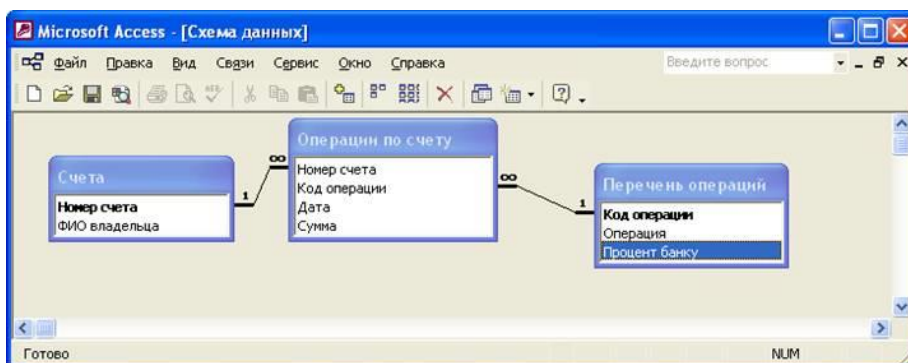 Microsoft Access - [Схема данных]
Файл Правка Вид Связи Сервис Окно Справка Введите вопрос
Операции по счету
Номер счета
Код операции
Дата
Сумма
Счета
Номер счета
ФИО владельца
Перечень операций
Код операции
Операция
Процент банку
∞
1
∞
1
Готово NUM